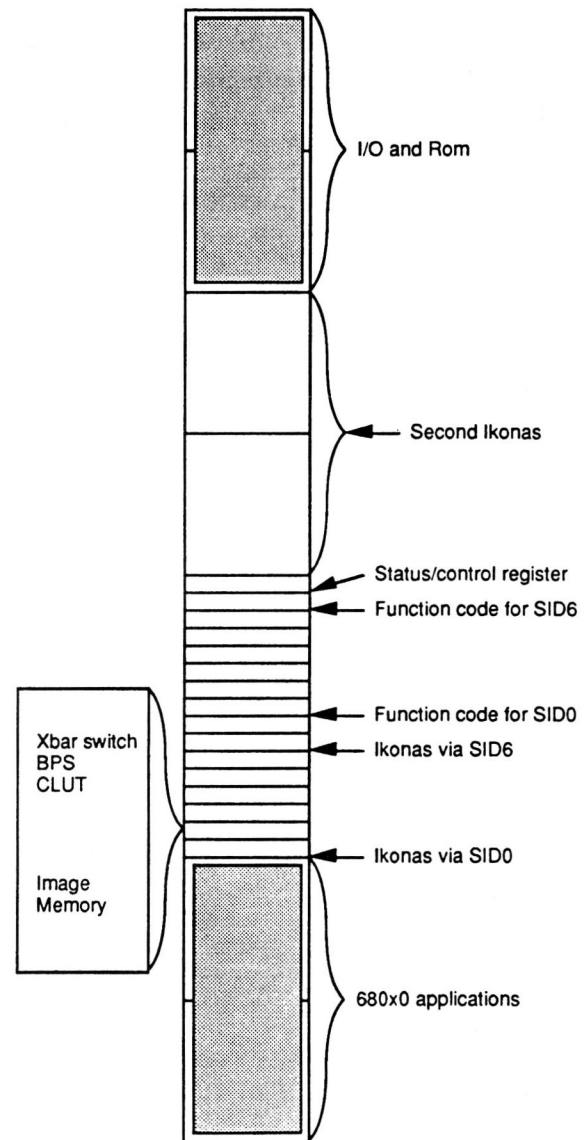 I/O and Rom
Second Ikonas
Status/control register
Function code for SID6
Function code for SID0
Ikonas via SID6
Ikonas via SID0
680x0 applications
Xbar switch
BPS
CLUT
Image
Memory